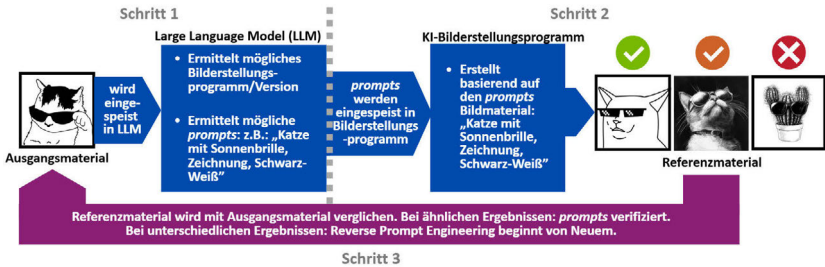 Schritt 1
Schritt 2
Large Language Model (LLM)
KI-Bilderstellungsprogramm
wird
einge-
speist
in LLM
• Ermittelt mögliches
Bilderstellungs-
programm/Version
• Ermittelt mögliche
prompts: z.B.: „Katze
mit Sonnenbrille,
Zeichnung, Schwarz-
Weiß”
prompts
werden
eingespeist in
Bilderstellungs
-programm
• Erstellt
basierend auf
den prompts
Bildmaterial:
„Katze mit
Sonnenbrille,
Zeichnung,
Schwarz-Weiß”
Ausgangsmaterial
Referenzmaterial
Referenzmaterial wird mit Ausgangsmaterial verglichen. Bei ähnlichen Ergebnissen: prompts verifiziert.
Bei unterschiedlichen Ergebnissen: Reverse Prompt Engineering beginnt von Neuem.
Schritt 3